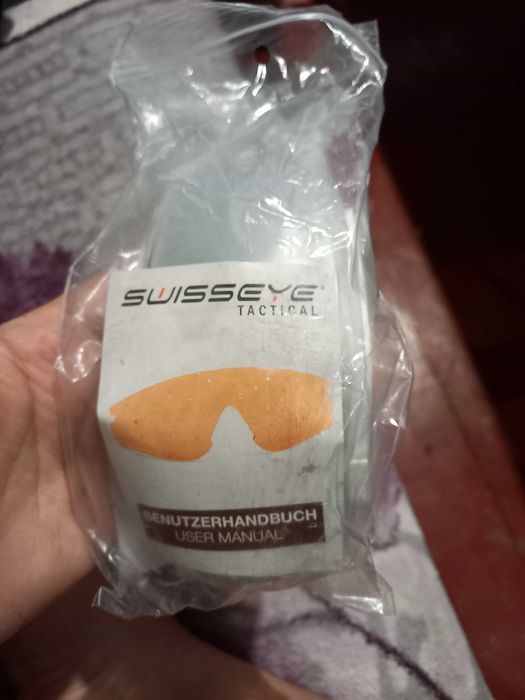 SWISSEYE®
TACTICAL
BENUTZERHANDBUCH
USER MANUAL